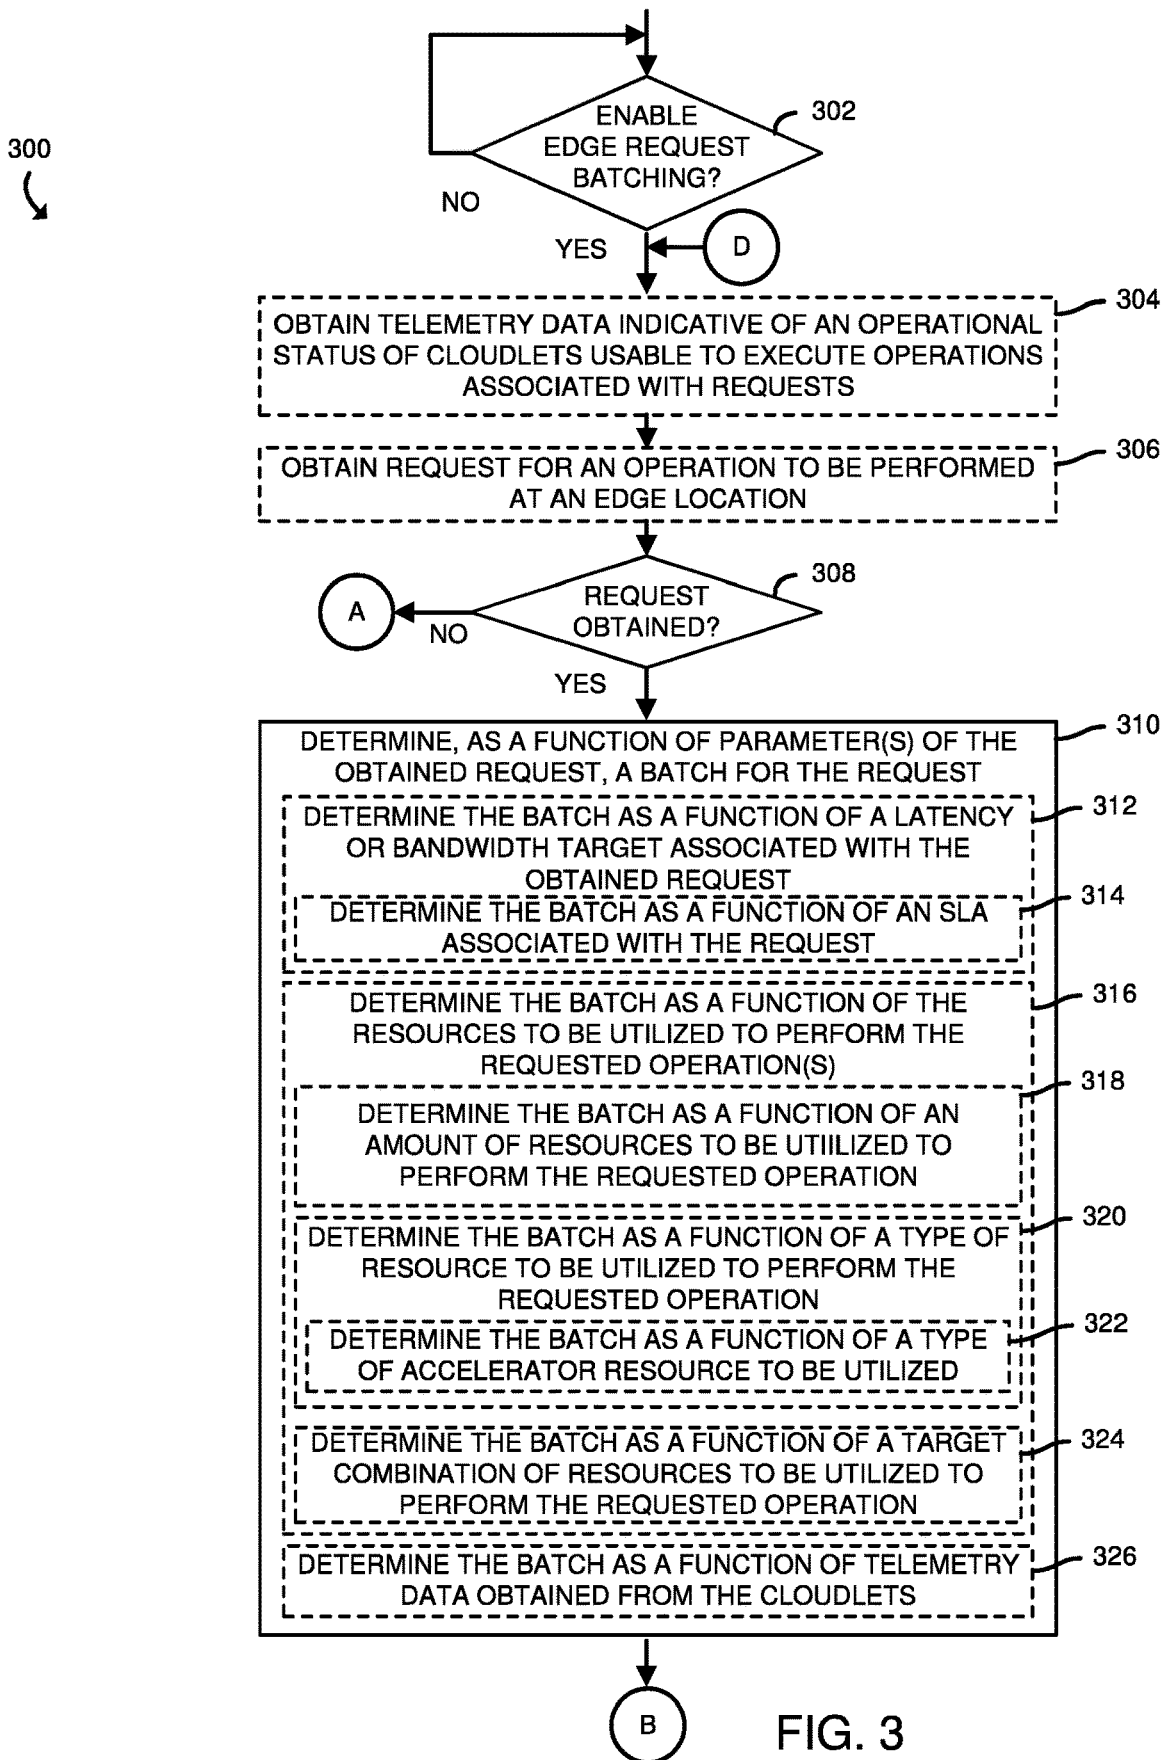 300
ENABLE
EDGE REQUEST
BATCHING?
302
NO
YES
D
OBTAIN TELEMETRY DATA INDICATIVE OF AN OPERATIONAL
STATUS OF CLOUDLETS USABLE TO EXECUTE OPERATIONS
ASSOCIATED WITH REQUESTS
304
OBTAIN REQUEST FOR AN OPERATION TO BE PERFORMED
AT AN EDGE LOCATION
306
REQUEST
OBTAINED?
308
A
NO
YES
DETERMINE, AS A FUNCTION OF PARAMETER(S) OF THE
OBTAINED REQUEST, A BATCH FOR THE REQUEST
310
DETERMINE THE BATCH AS A FUNCTION OF A LATENCY
OR BANDWIDTH TARGET ASSOCIATED WITH THE
OBTAINED REQUEST
312
DETERMINE THE BATCH AS A FUNCTION OF AN SLA
ASSOCIATED WITH THE REQUEST
314
DETERMINE THE BATCH AS A FUNCTION OF THE
RESOURCES TO BE UTILIZED TO PERFORM THE
REQUESTED OPERATION(S)
316
DETERMINE THE BATCH AS A FUNCTION OF AN
AMOUNT OF RESOURCES TO BE UTIILIZED TO
PERFORM THE REQUESTED OPERATION
318
DETERMINE THE BATCH AS A FUNCTION OF A TYPE OF
RESOURCE TO BE UTILIZED TO PERFORM THE
REQUESTED OPERATION
320
DETERMINE THE BATCH AS A FUNCTION OF A TYPE
OF ACCELERATOR RESOURCE TO BE UTILIZED
322
DETERMINE THE BATCH AS A FUNCTION OF A TARGET
COMBINATION OF RESOURCES TO BE UTILIZED TO
PERFORM THE REQUESTED OPERATION
324
DETERMINE THE BATCH AS A FUNCTION OF TELEMETRY
DATA OBTAINED FROM THE CLOUDLETS
326
B
FIG. 3